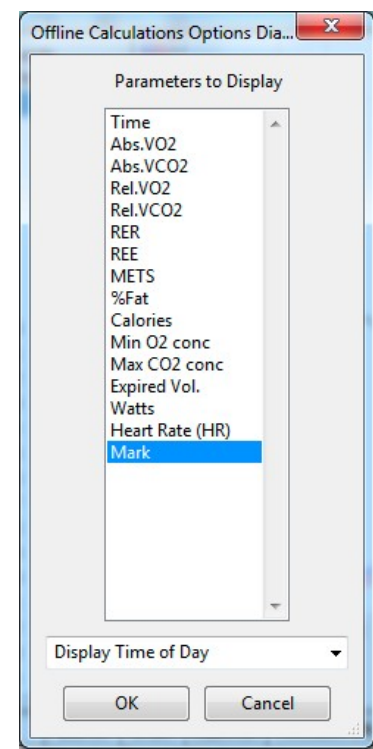 Offline Calculations Options Dia...
Parameters to Display
Time
Abs.VO2
Abs.VCO2
Rel.VO2
Rel.VCO2
RER
REE
METS
%Fat
Calories
Min O2 conc
Max CO2 conc
Expired Vol.
Watts
Heart Rate (HR)
Mark
Display Time of Day
OK Cancel